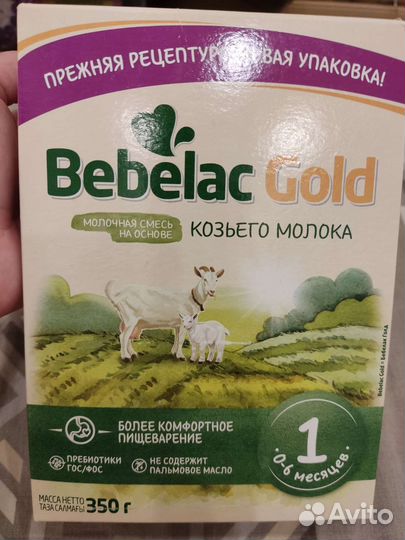 ПРЕЖНЯЯ РЕЦЕПТУРА УПАКОВКА!
Bebelac Gold
МОЛОЧНАЯ СМЕСЬ
НА ОСНОВЕ
КОЗЬЕГО МОЛОКА
Bebelac Gold = Бебелак Голд
БОЛЕЕ КОМФОРТНОЕ
ПИЩЕВАРЕНИЕ
ПРЕБИОТИКИ
ГОС/ФОС
НЕ СОДЕРЖИТ
ПАЛЬМОВОЕ МАСЛО
1
0-6 месяцев
МАССА НЕТТО
ТАЗА САЛМАҒЫ
350 г
Avito